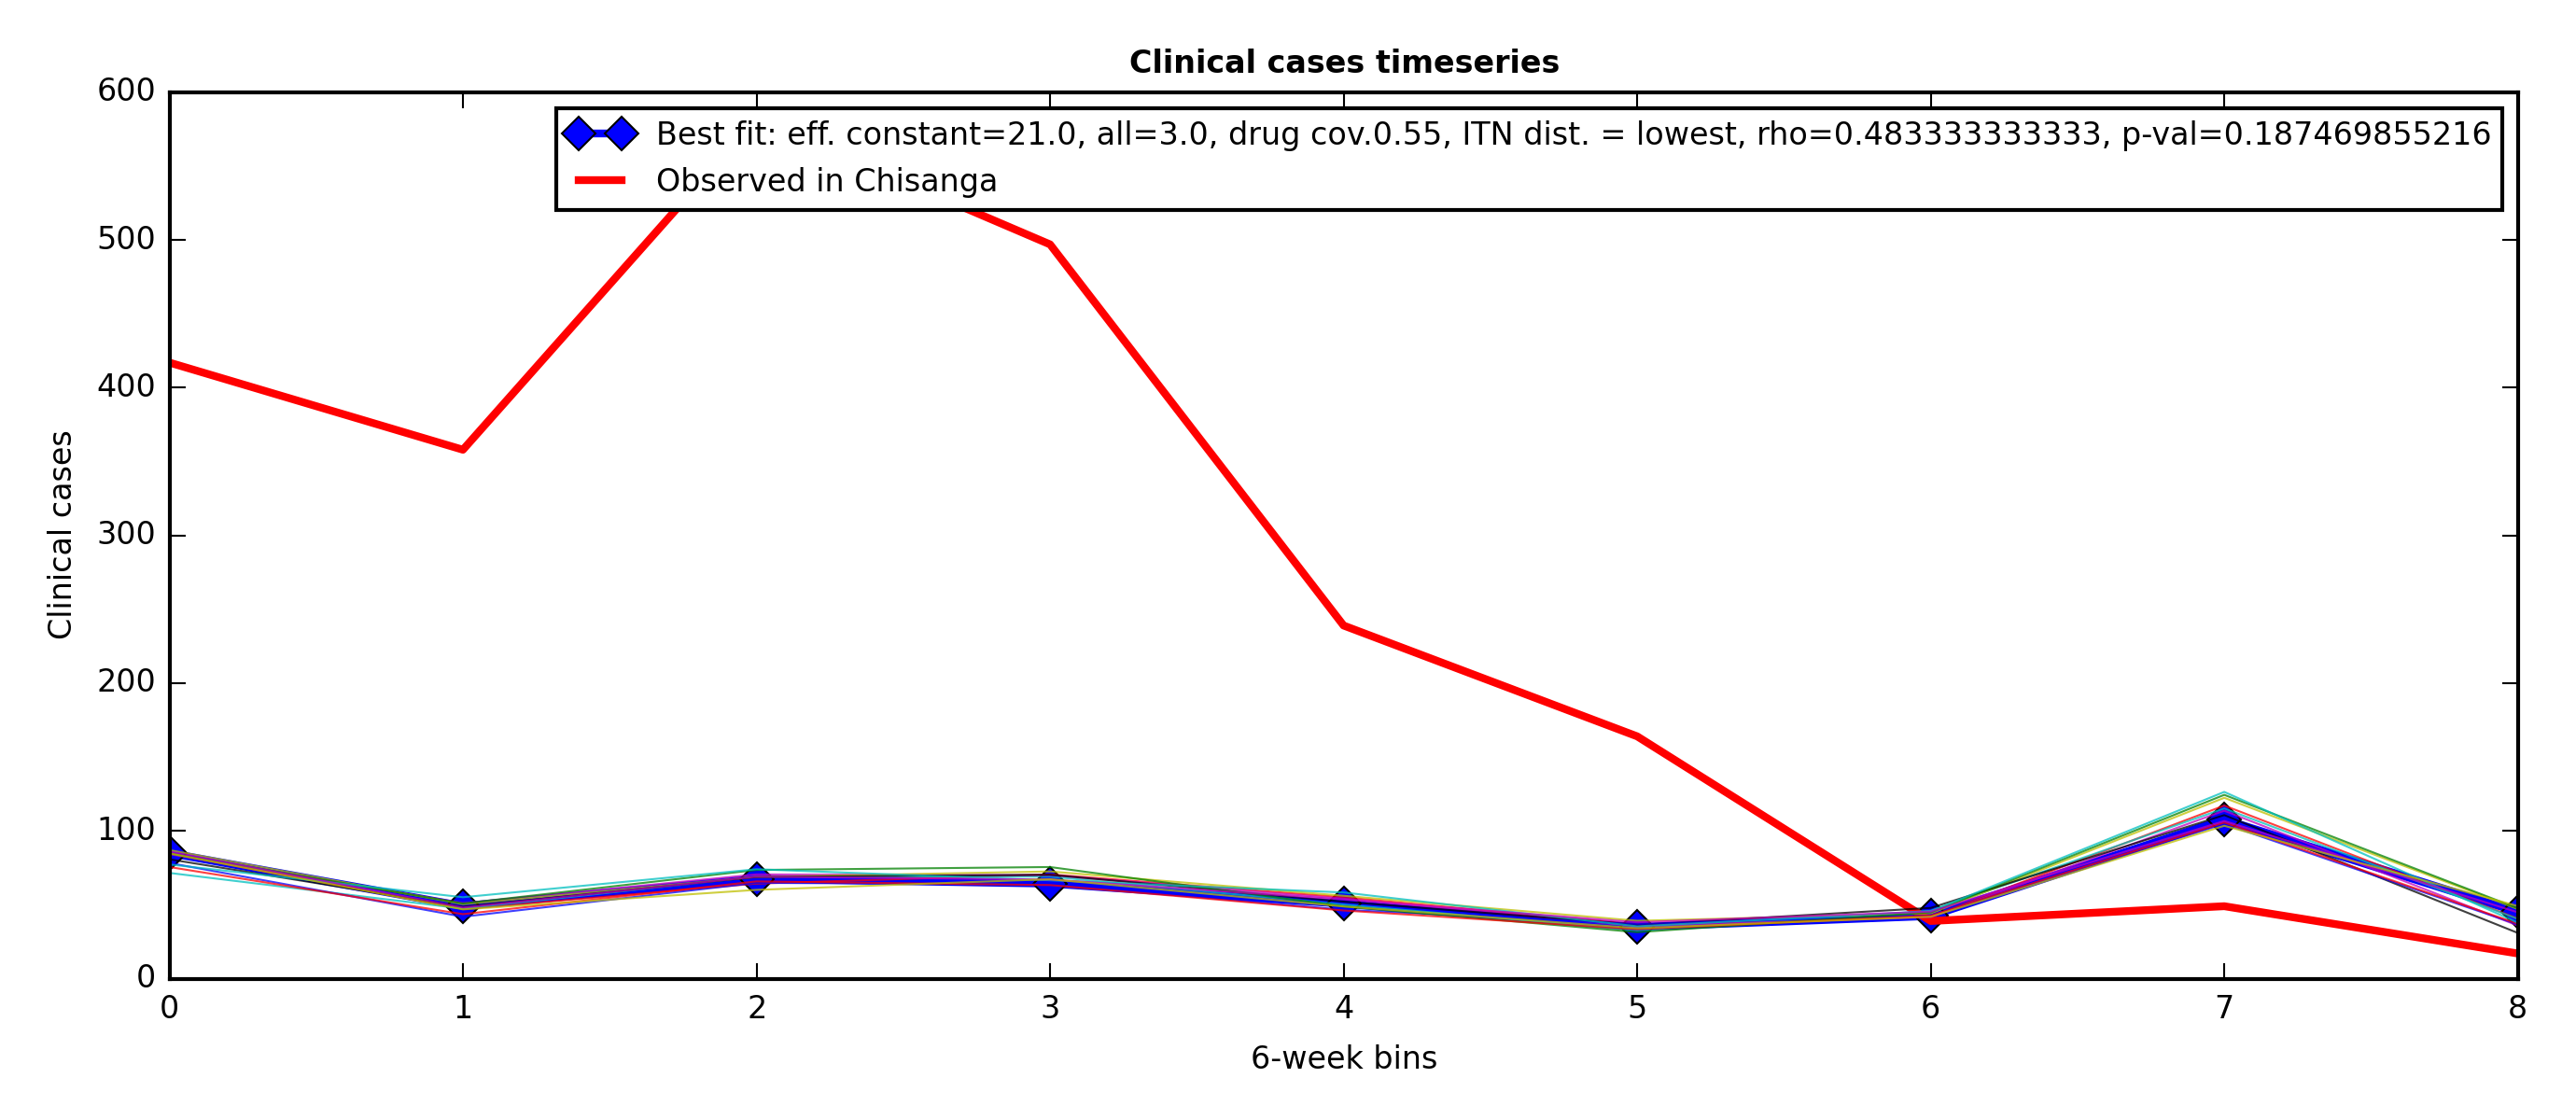 Clinical cases timeseries
Best fit: eff. constant=21.0, all=3.0, drug cov.0.55, ITN dist. = lowest, rho=0.483333333333, p-val=0.187469855216
Observed in Chisanga
600
500
400
300
200
100
0
Clinical cases
0 1 2 3 4 5 6 7 8
6-week bins